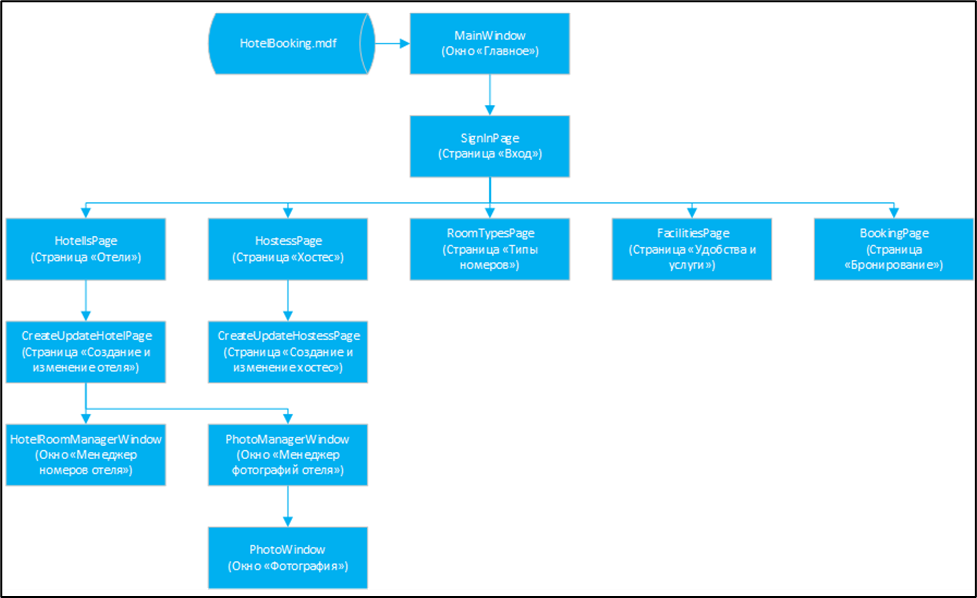 HotelBooking.mdf
MainWindow
(Окно «Главное»)
SignInPage
(Страница «Вход»)
HotellsPage
(Страница «Отели»)
HostessPage
(Страница «Хостес»)
RoomTypesPage
(Страница «Типы
номеров»)
FacilitiesPage
(Страница «Удобства и
услуги»)
BookingPage
(Страница
«Бронирование»)
CreateUpdateHotelPage
(Страница «Создание и
изменение отеля»)
CreateUpdateHostessPage
(Страница «Создание и
изменение хостес»)
HotelRoomManagerWindow
(Окно «Менеджер
номеров отеля»)
PhotoManagerWindow
(Окно «Менеджер
фотографий отеля»)
PhotoWindow
(Окно «Фотография»)